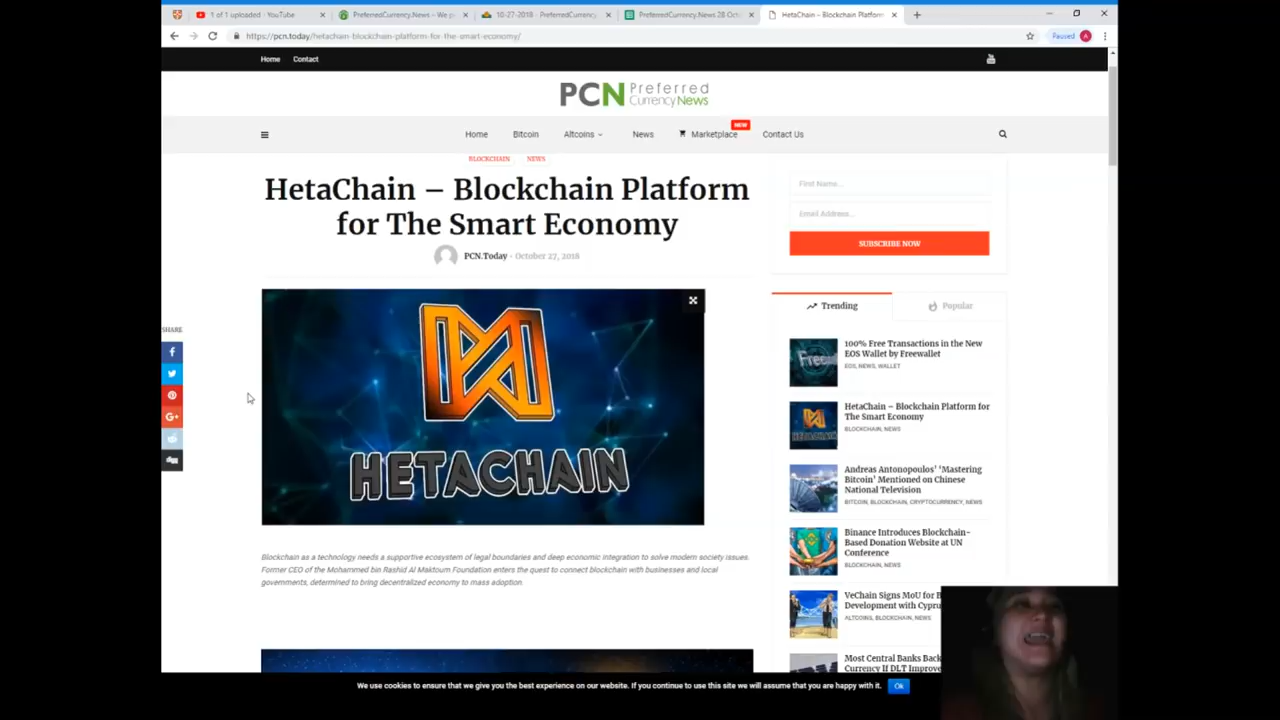 1 of 1 uploaded - YouTube
PreferredCurrency.News – We p
10-27-2018 - PreferredCurrency.
PreferredCurrency.News 28 Oct
HetaChain – Blockchain Platform
https://pcn.today/hetachain-blockchain-platform-for-the-smart-economy/
Paused
A
Home
Contact
PCN Preferred
CurrencyNews
NEW
Home
Bitcoin
Altcoins
News
Marketplace
Contact Us
BLOCKCHAIN
NEWS
HetaChain – Blockchain Platform
for The Smart Economy
PCN.Today - October 27, 2018
SHARE
HETACHAIN
Blockchain as a technology needs a supportive ecosystem of legal boundaries and deep economic integration to solve modern society issues.
Former CEO of the Mohammed bin Rashid Al Maktoum Foundation enters the quest to connect blockchain with businesses and local
governments, determined to bring decentralized economy to mass adoption.
First Name...
Email Address...
SUBSCRIBE NOW
Trending
Popular
100% Free Transactions in the New
EOS Wallet by Freewallet
EOS, NEWS, WALLET
HetaChain – Blockchain Platform for
The Smart Economy
BLOCKCHAIN, NEWS
Andreas Antonopoulos' 'Mastering
Bitcoin' Mentioned on Chinese
National Television
BITCOIN, BLOCKCHAIN, CRYPTOCURRENCY, NEWS
Binance Introduces Blockchain-
Based Donation Website at UN
Conference
BLOCKCHAIN, NEWS
VeChain Signs MoU for B
Development with Cypru
ALTCOINS, BLOCKCHAIN, NEWS
Most Central Banks Back
Currency If DLT Improve
We use cookies to ensure that we give you the best experience on our website. If you continue to use this site we will assume that you are happy with it.
Ok